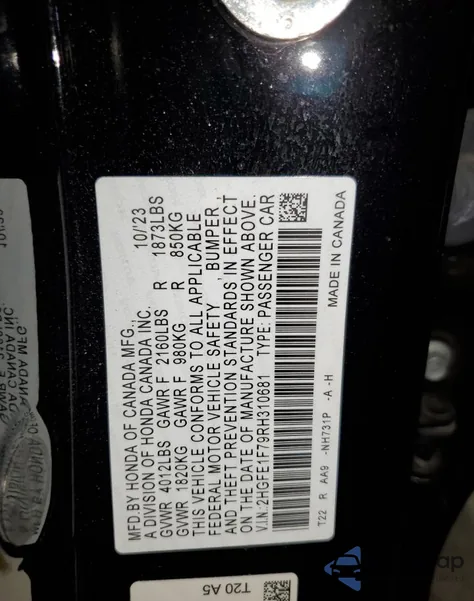 MFD.BY HONDA OF CANADA MFG., 10/'23
A DIVISION OF HONDA CANADA INC.
GVWR 4012LBS GAWR F 2160LBS R 1873LBS
GVWR 1820KG GAWR F 980KG R 850KG
THIS VEHICLE CONFORMS TO ALL APPLICABLE
FEDERAL MOTOR VEHICLE SAFETY , BUMPER,
AND THEFT PREVENTION STANDARDS IN EFFECT
ON THE DATE OF MANUFACTURE SHOWN ABOVE.
V.I.N:2HGFE1F79RH310681 TYPE: PASSENGER CAR
T22 R AA9 -NH731P -A -H MADE IN CANADA
T20 A5